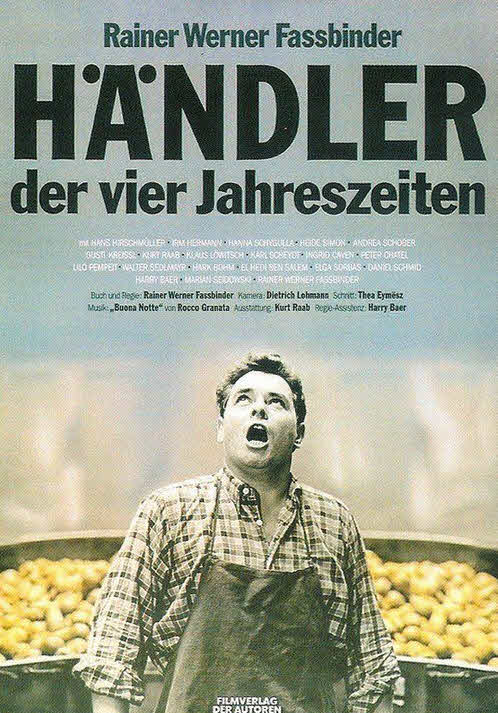 Rainer Werner Fassbinder
HÄNDLER
der vier Jahreszeiten
mit HANS HIRSCHMÜLLER · IRM HERMANN · HANNA SCHYGULLA · HEIDE SIMON · ANDREA SCHOBER
GUSTI KREISSL · KURT RAAB · KLAUS LÖWITSCH · KARL SCHEYDT · INGRID CAVEN · PETER CHATEL
LILO PEMPEIT · WALTER SEDLMAYR · HARK BOHM · EL HEDI BEN SALEM · ELGA SORBAS · DANIEL SCHMID
HARRY BAER · MARIAN SEIDOWSKI · RAINER WERNER FASSBINDER
Buch und Regie: Rainer Werner Fassbinder Kamera: Dietrich Lohmann Schnitt: Thea Eymèsz
Musik: „Buona Notte" von Rocco Granata Ausstattung: Kurt Raab Regie-Assistenz: Harry Baer
FILMVERLAG
DER AUTOREN